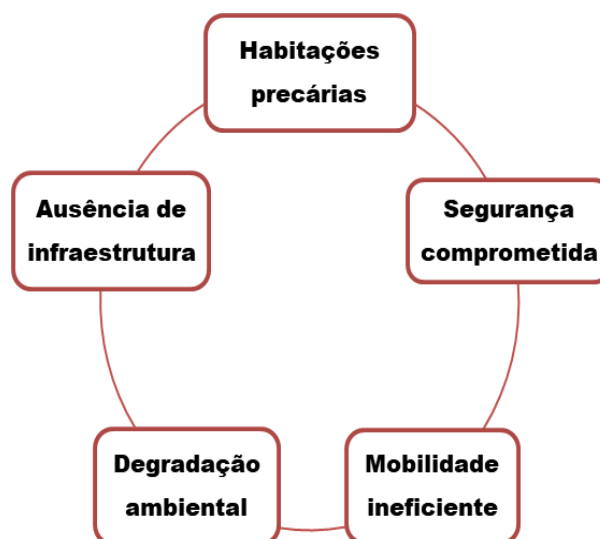 Habitações
precárias
Segurança
comprometida
Mobilidade
ineficiente
Degradação
ambiental
Ausência de
infraestrutura